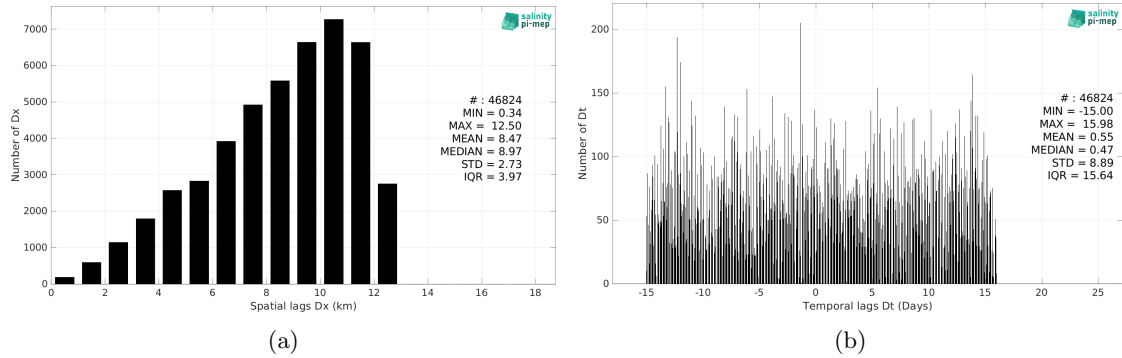 salinity
pi-mep
7000
6000
5000
4000
3000
2000
1000
0
Number of Dx
# : 46824
MIN = 0.34
MAX = 12.50
MEAN = 8.47
MEDIAN = 8.97
STD = 2.73
IQR = 3.97
0 2 4 6 8 10 12 14 16 18
Spatial lags Dx (km)
(a)
salinity
pi-mep
200
150
100
50
0
Number of Dt
# : 46824
MIN = -15.00
MAX = 15.98
MEAN = 0.55
MEDIAN = 0.47
STD = 8.89
IQR = 15.64
-15 -10 -5 0 5 10 15 20 25
Temporal lags Dt (Days)
(b)